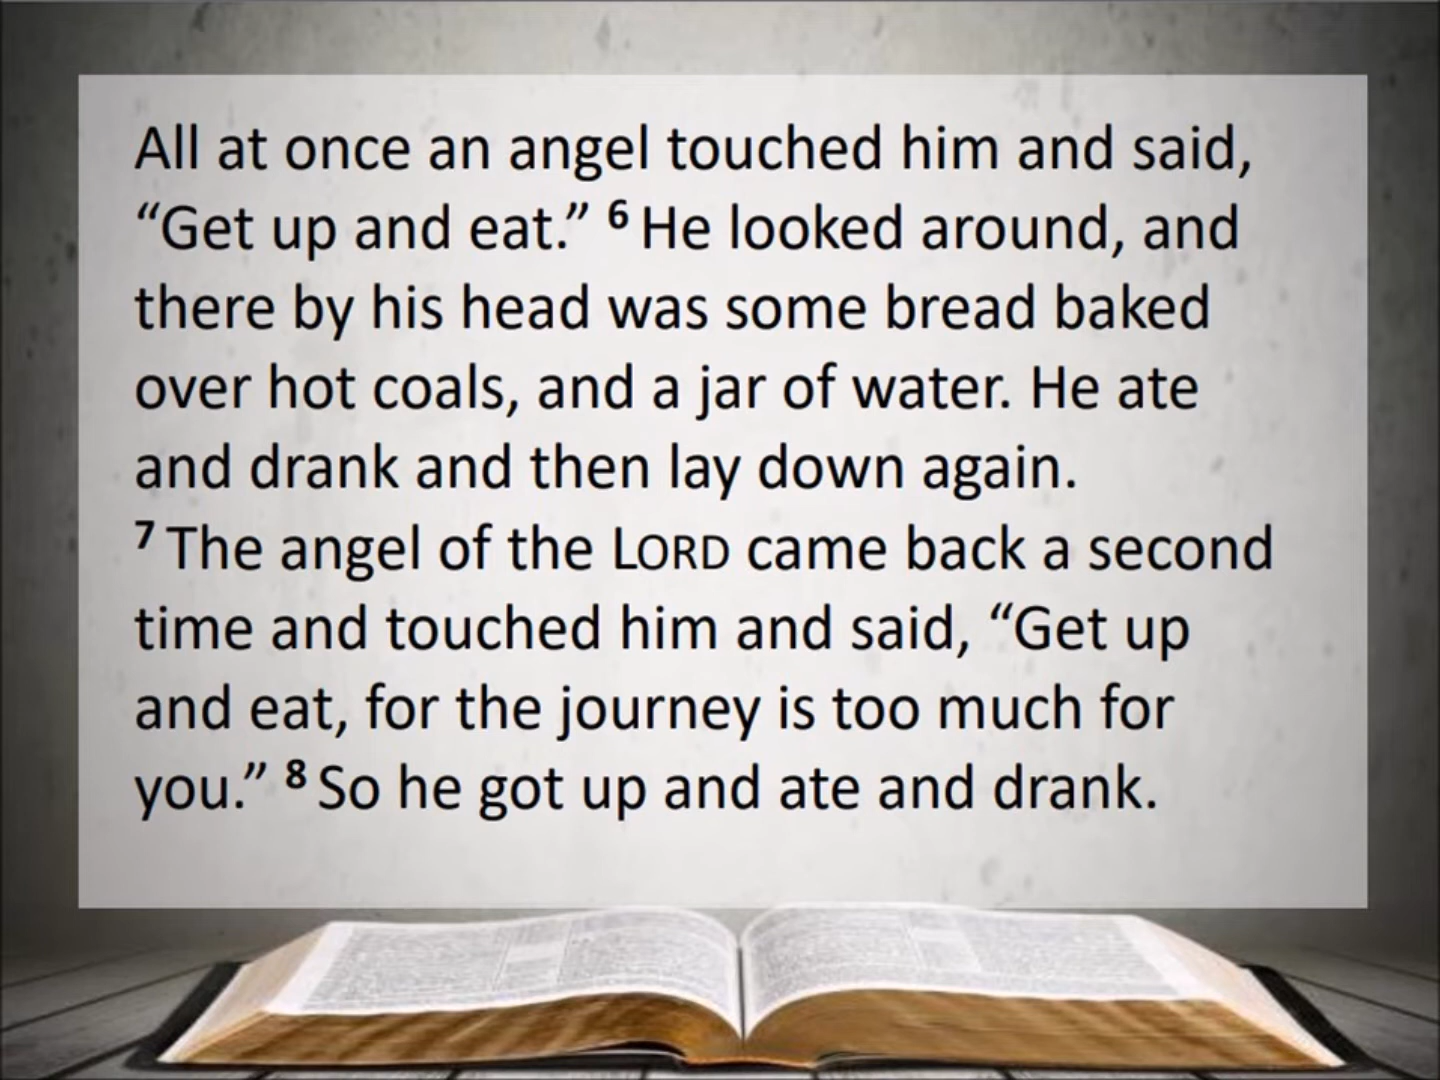 All at once an angel touched him and said,
“Get up and eat.” 6 He looked around, and
there by his head was some bread baked
over hot coals, and a jar of water. He ate
and drank and then lay down again.
7 The angel of the LORD came back a second
time and touched him and said, “Get up
and eat, for the journey is too much for
you.” 8 So he got up and ate and drank.